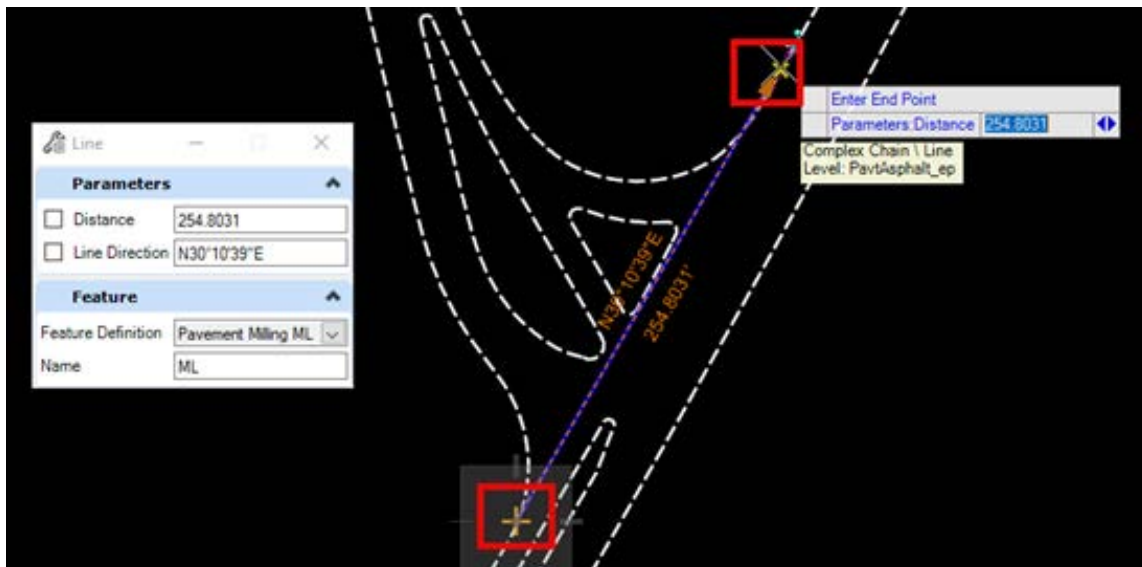 Line
Parameters
Distance 254.8031
Line Direction N30°10'39"E
Feature
Feature Definition Pavement Milling ML
Name ML
N30°10'39"E
254.8031'
Enter End Point
Parameters:Distance 254.8031
Complex Chain \ Line
Level: PavtAsphalt_ep